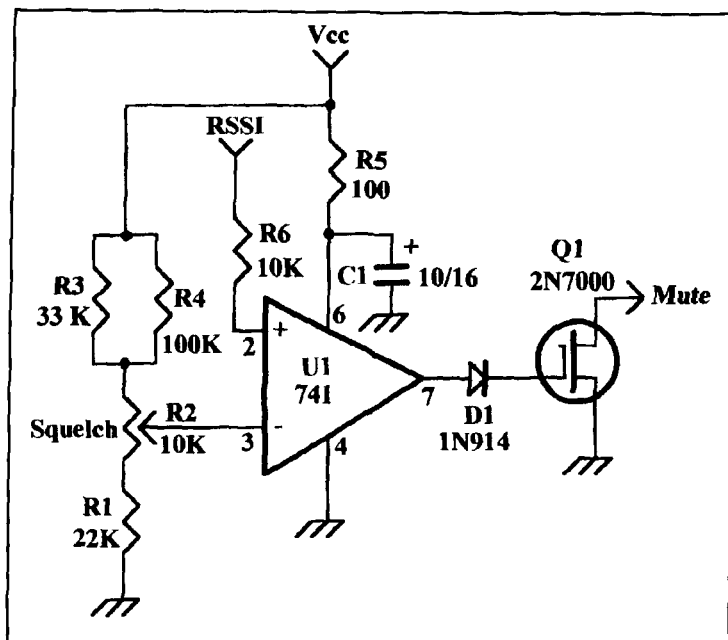 Vcc
RSSI
R5
100
R6
10K
+
C1
10/16
Q1
2N7000
Mute
R3
33 K
R4
100K
+
2
6
U1
741
7
D1
1N914
Squelch
R2
10K
-
3
4
R1
22K